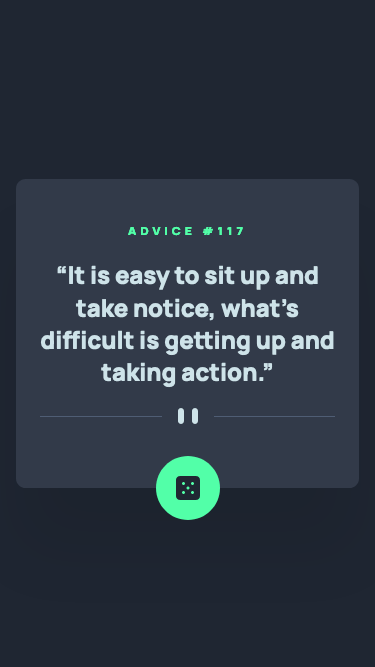 ADVICE #117
“It is easy to sit up and
take notice, what’s
difficult is getting up and
taking action.”